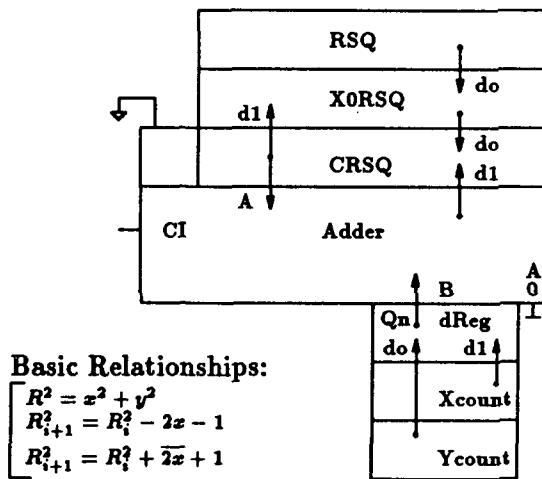 RSQ
do
X0RSQ
d1
do
CRSQ
d1
A
CI
Adder
A
B
0
Qn
dReg
do
d1
Xcount
Ycount
Basic Relationships:
R² = x² + y²
R²ᵢ₊₁ = R²ᵢ − 2x − 1
R²ᵢ₊₁ = R²ᵢ + \overline{2x} + 1